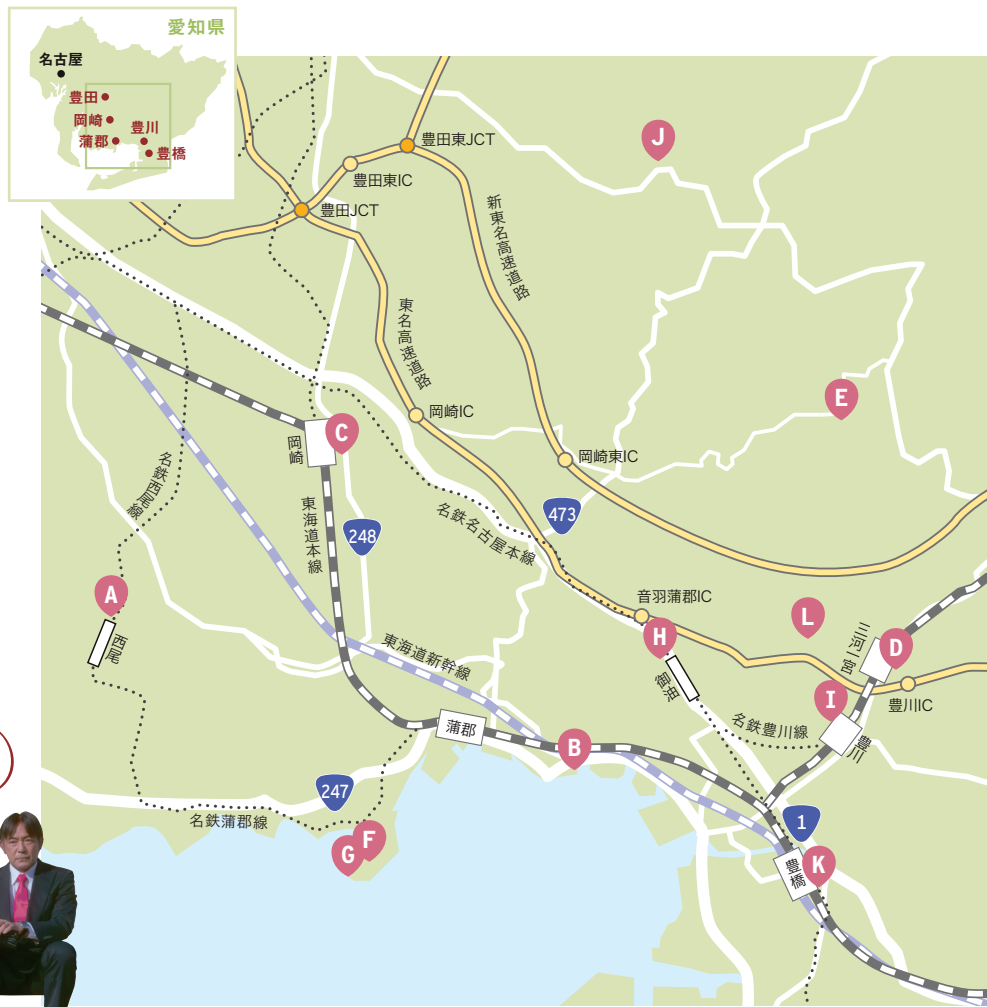 愛知県
名古屋
豊田
岡崎
蒲郡
豊川
豊橋
豊田東JCT
豊田東IC
豊田JCT
J
新東名高速道路
東名高速道路
E
岡崎IC
C
岡崎
岡崎東IC
名鉄西尾線
東海道本線
名鉄名古屋本線
473
248
A
西尾
音羽蒲郡IC
L
H
三河一宮
D
東海道新幹線
御油
豊川IC
I
名鉄豊川線
豊川
蒲郡
B
247
名鉄蒲郡線
F
G
1
豊橋
K